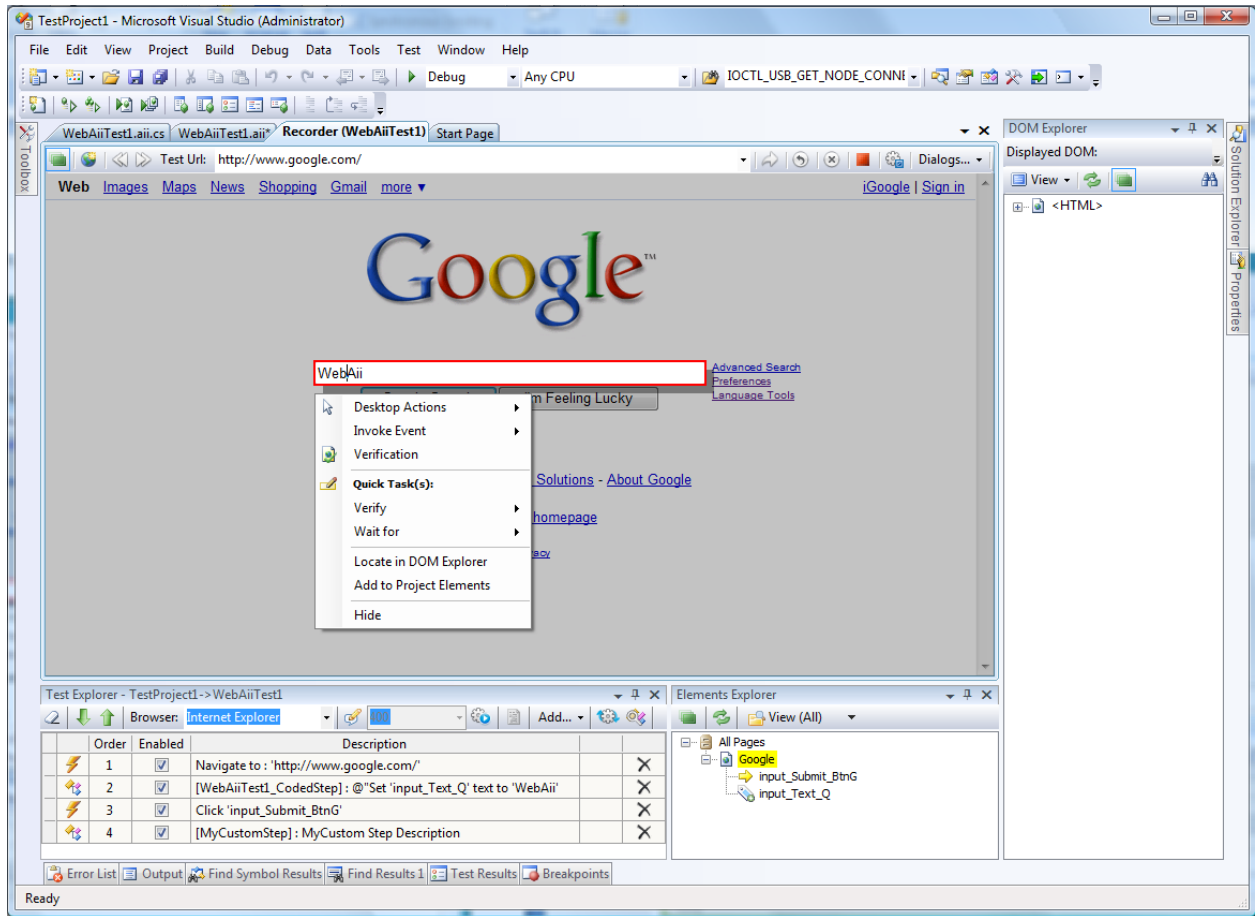 TestProject1 - Microsoft Visual Studio (Administrator)
File Edit View Project Build Debug Data Tools Test Window Help
Debug Any CPU IOCTL_USB_GET_NODE_CONNE
WebAiiTest1.aii.cs WebAiiTest1.aii* Recorder (WebAiiTest1) Start Page
DOM Explorer
Toolbox
Test Url: http://www.google.com/ Dialogs...
Displayed DOM:
Solution Explorer
Properties
Web Images Maps News Shopping Gmail more ▼ iGoogle | Sign in
View
<HTML>
Google™
WebAii
Advanced Search
Preferences
Language Tools
I'm Feeling Lucky
Desktop Actions
Invoke Event
Verification
Quick Task(s):
Verify
Wait for
Locate in DOM Explorer
Add to Project Elements
Hide
Solutions - About Google
homepage
Test Explorer - TestProject1->WebAiiTest1
Browser: Internet Explorer 400 Add...
Order Enabled Description
1 Navigate to : 'http://www.google.com/'
2 [WebAiiTest1_CodedStep] : @"Set 'input_Text_Q' text to 'WebAii'
3 Click 'input_Submit_BtnG'
4 [MyCustomStep] : MyCustom Step Description
Elements Explorer
View (All)
All Pages
Google
input_Submit_BtnG
input_Text_Q
Error List Output Find Symbol Results Find Results 1 Test Results Breakpoints
Ready